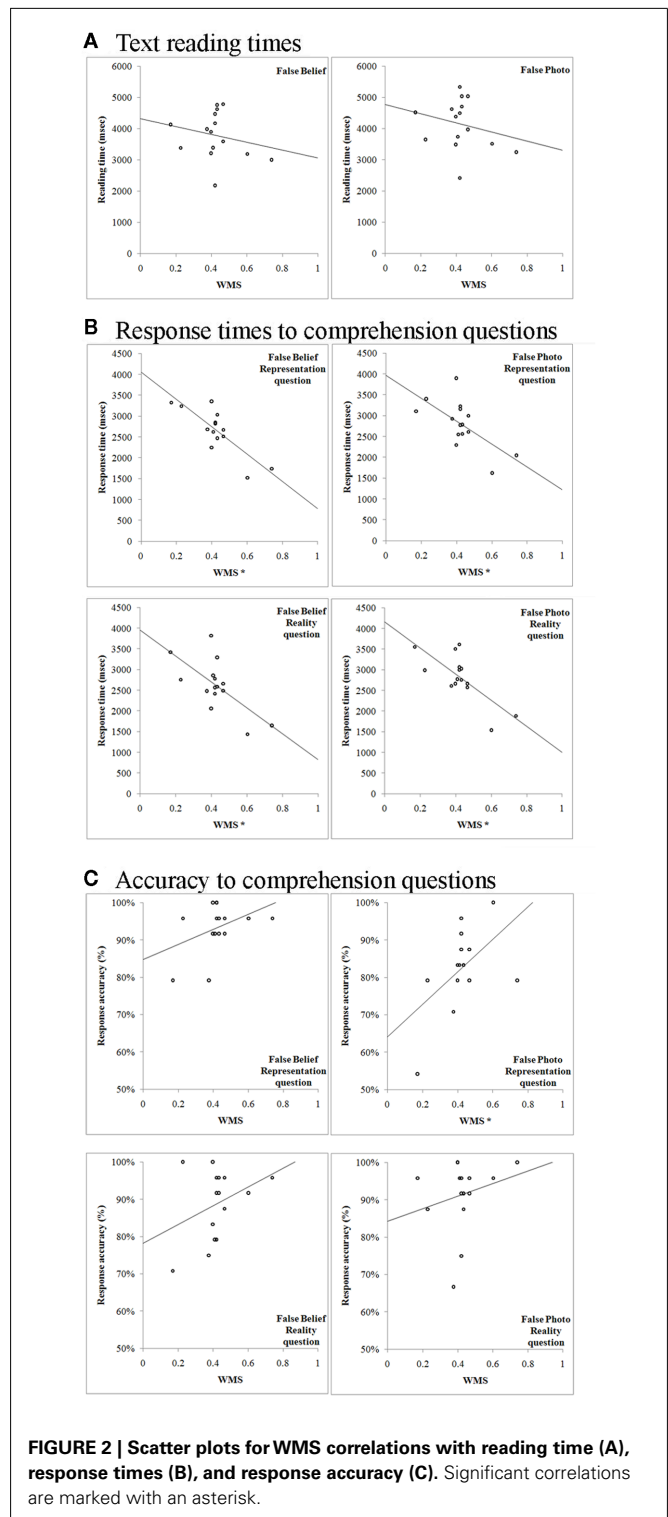 A Text reading times
False Belief
6000
5000
4000
3000
2000
1000
0
Reading time (msec)
0 0.2 0.4 0.6 0.8 1
WMS
False Photo
6000
5000
4000
3000
2000
1000
0
Reading time (msec)
0 0.2 0.4 0.6 0.8 1
WMS
B Response times to comprehension questions
False Belief
Representation
question
4500
4000
3500
3000
2500
2000
1500
1000
500
0
Response time (msec)
0 0.2 0.4 0.6 0.8 1
WMS *
False Photo
Representation
question
4500
4000
3500
3000
2500
2000
1500
1000
500
0
Response time (msec)
0 0.2 0.4 0.6 0.8 1
WMS *
False Belief
Reality
question
4500
4000
3500
3000
2500
2000
1500
1000
500
0
Response time (msec)
0 0.2 0.4 0.6 0.8 1
WMS *
False Photo
Reality
question
4500
4000
3500
3000
2500
2000
1500
1000
500
0
Response time (msec)
0 0.2 0.4 0.6 0.8 1
WMS *
C Accuracy to comprehension questions
100%
90%
80%
70%
60%
50%
Response accuracy (%)
False Belief
Representation
question
0 0.2 0.4 0.6 0.8 1
WMS
100%
90%
80%
70%
60%
50%
Response accuracy (%)
False Photo
Representation
question
0 0.2 0.4 0.6 0.8 1
WMS *
100%
90%
80%
70%
60%
50%
Response accuracy (%)
False Belief
Reality
question
0 0.2 0.4 0.6 0.8 1
WMS
100%
90%
80%
70%
60%
50%
Response accuracy (%)
False Photo
Reality
question
0 0.2 0.4 0.6 0.8 1
WMS
FIGURE 2 | Scatter plots for WMS correlations with reading time (A),
response times (B), and response accuracy (C). Significant correlations
are marked with an asterisk.